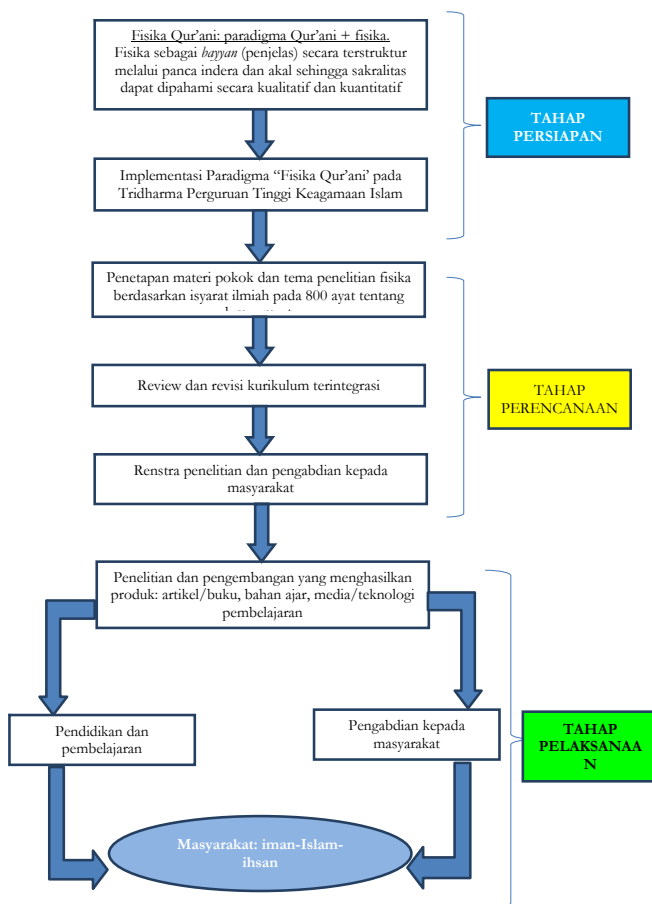 Fisika Qur'ani: paradigma Qur'ani + fisika.
Fisika sebagai bayyan (penjelas) secara terstruktur
melalui panca indera dan akal sehingga sakralitas
dapat dipahami secara kualitatif dan kuantitatif
TAHAP
PERSIAPAN
Implementasi Paradigma "Fisika Qur'ani' pada
Tridharma Perguruan Tinggi Keagamaan Islam
Penetapan materi pokok dan tema penelitian fisika
berdasarkan isyarat ilmiah pada 800 ayat tentang
Review dan revisi kurikulum terintegrasi
TAHAP
PERENCANAAN
Renstra penelitian dan pengabdian kepada
masyarakat
Penelitian dan pengembangan yang menghasilkan
produk: artikel/buku, bahan ajar, media/teknologi
pembelajaran
Pendidikan dan
pembelajaran
Pengabdian kepada
masyarakat
TAHAP
PELAKSANAA
N
Masyarakat: iman-Islam-
ihsan